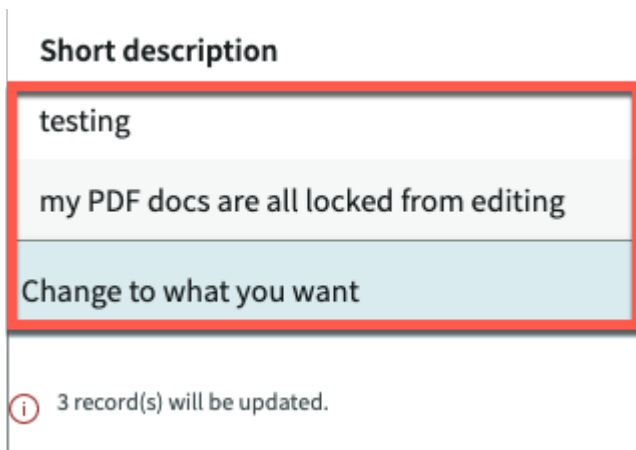 Short description
testing
my PDF docs are all locked from editing
Change to what you want
3 record(s) will be updated.